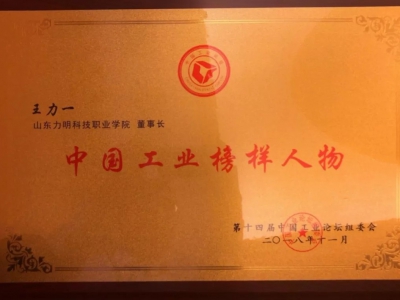 王力一
山东力明科技职业学院 董事长
中国工业榜样人物
第十四届中国工业论坛组委会
二〇一八年十一月